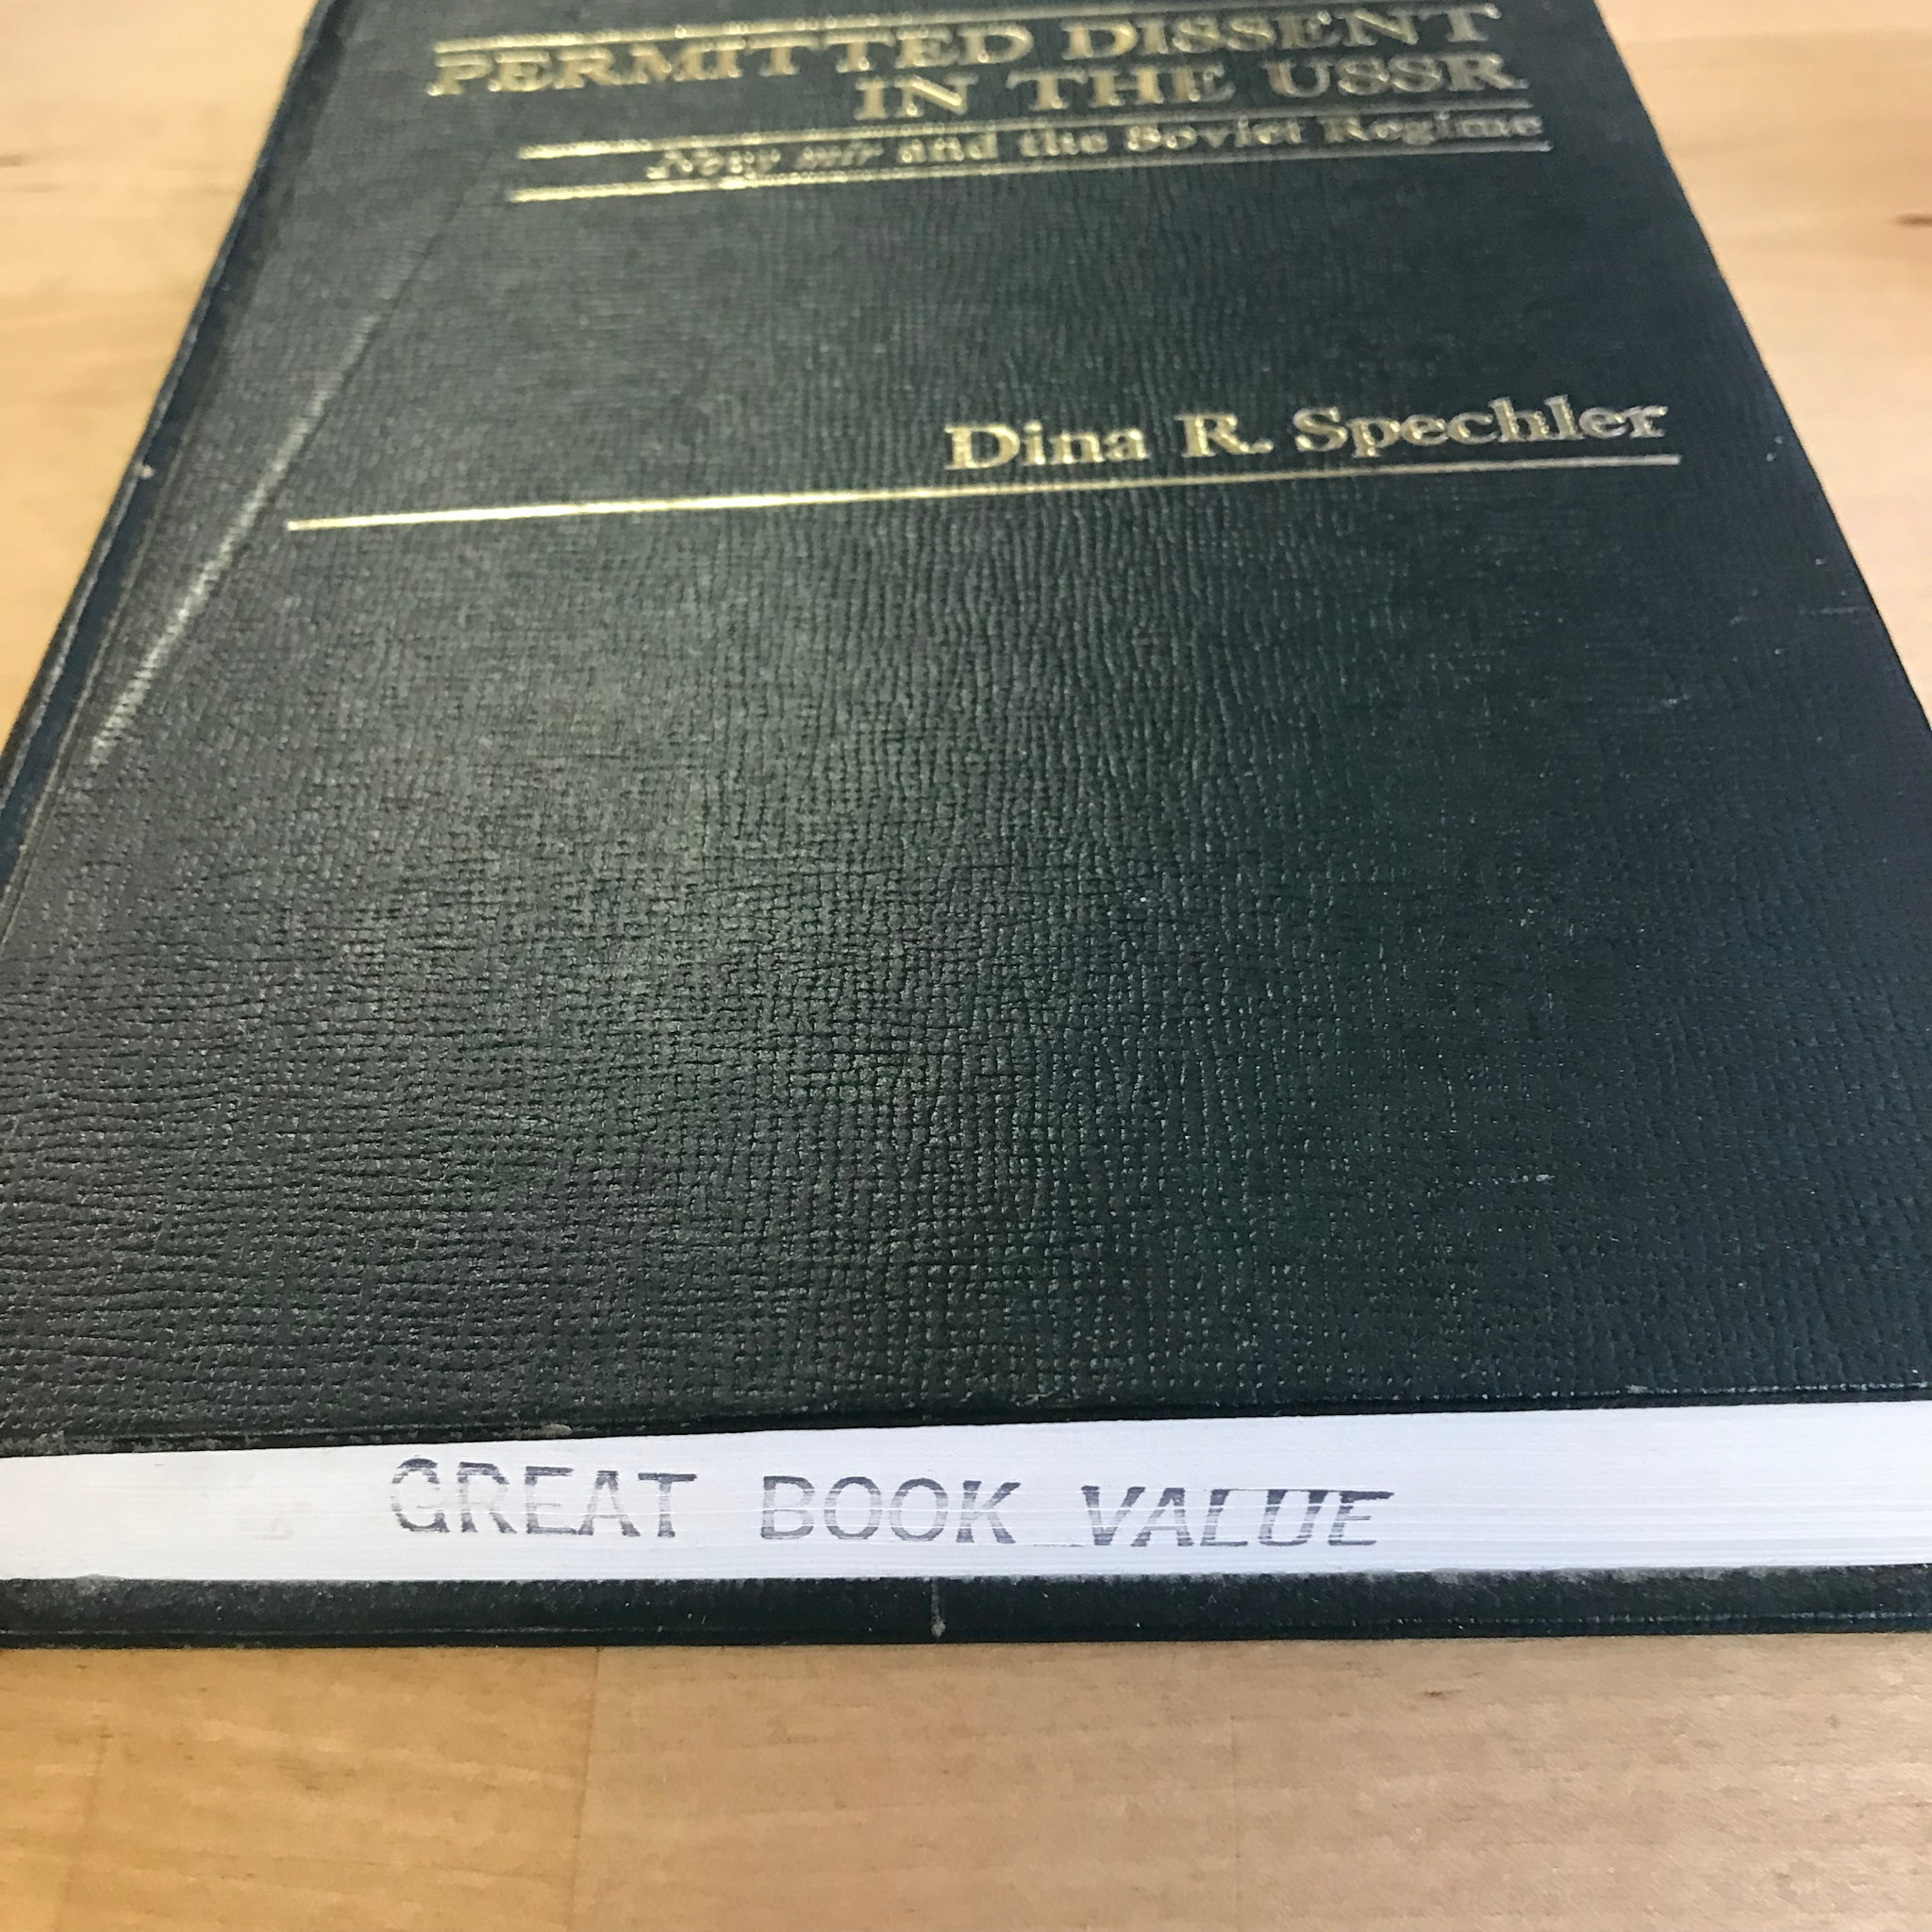 PERMITTED DISSENT
IN THE USSR
Novy mir and the Soviet Regime
Dina R. Spechler
GREAT BOOK VALUE